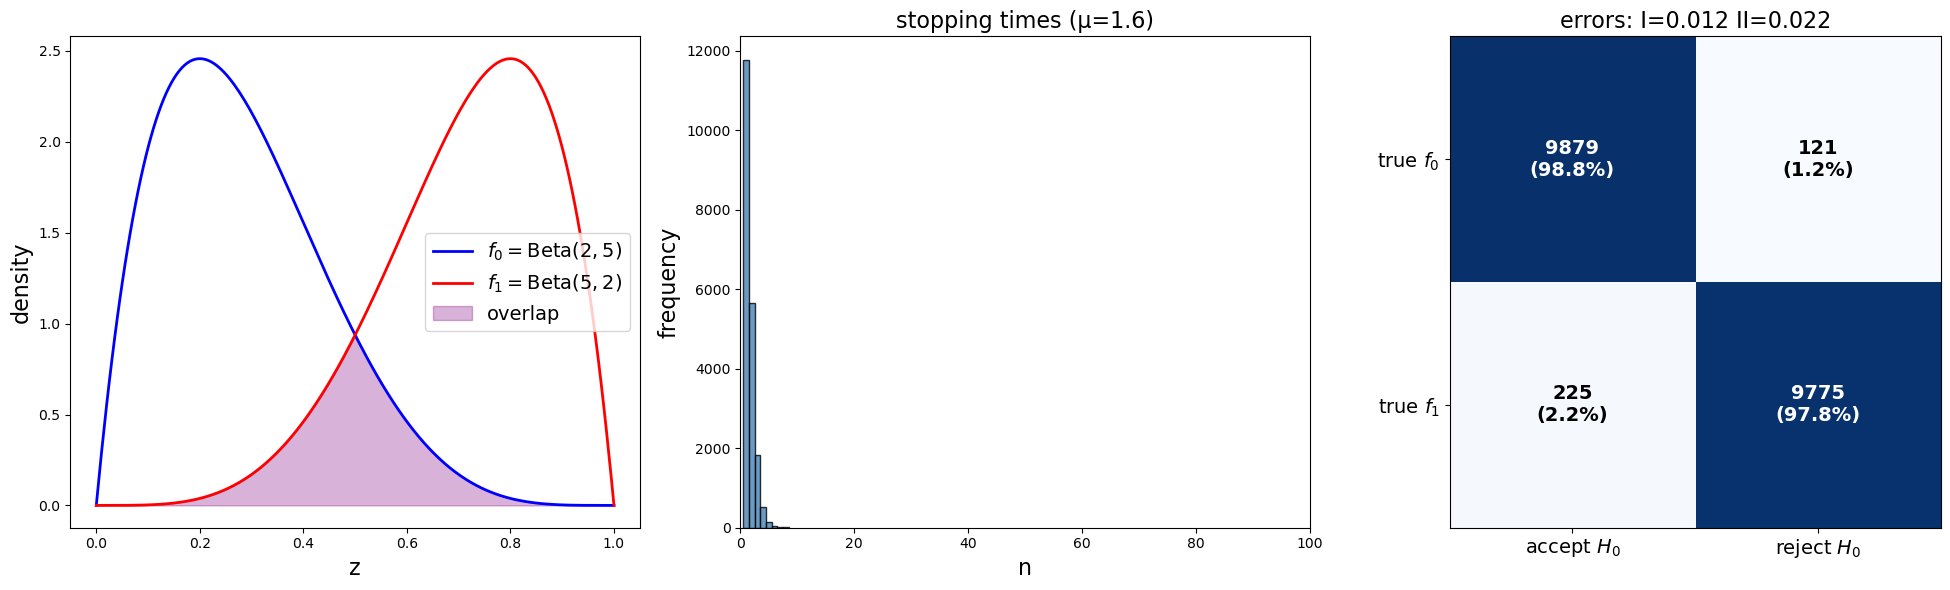 2.5
2.0
1.5
1.0
0.5
0.0
density
0.0 0.2 0.4 0.6 0.8 1.0
z
f₀ = Beta(2, 5)
f₁ = Beta(5, 2)
overlap
stopping times (μ=1.6)
12000
10000
8000
6000
4000
2000
0
frequency
0 20 40 60 80 100
n
errors: I=0.012 II=0.022
true f₀
9879
(98.8%)
121
(1.2%)
true f₁
225
(2.2%)
9775
(97.8%)
accept H₀ reject H₀